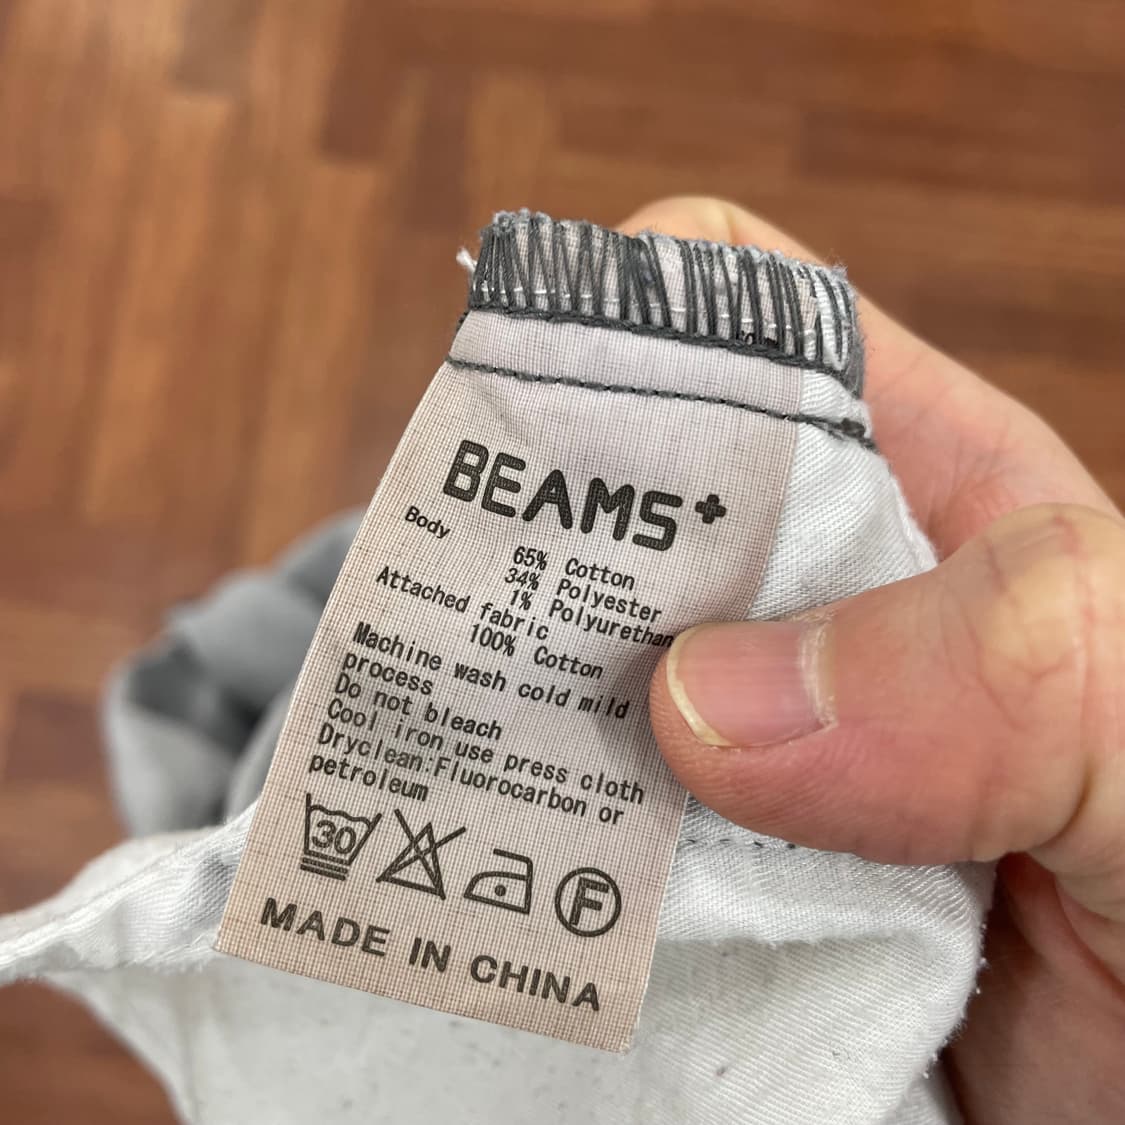 BEAMS+
Body
65% Cotton
34% Polyester
1% Polyurethan
Attached fabric
100% Cotton
Machine wash cold mild
process
Do not bleach
Cool iron use press cloth
Dryclean:Fluorocarbon or
petroleum
30
F
MADE IN CHINA